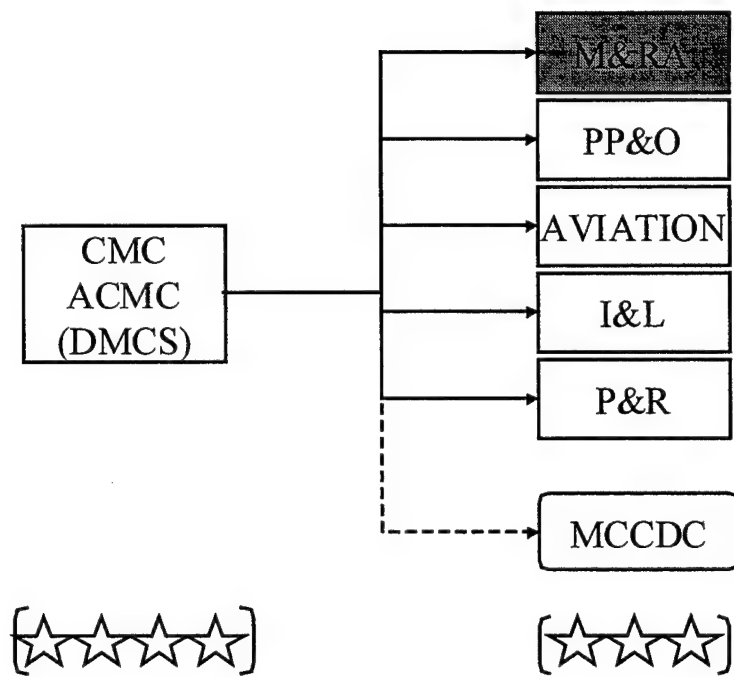 M&RA
PP&O
AVIATION
CMC
ACMC
(DMCS)
I&L
P&R
MCCDC